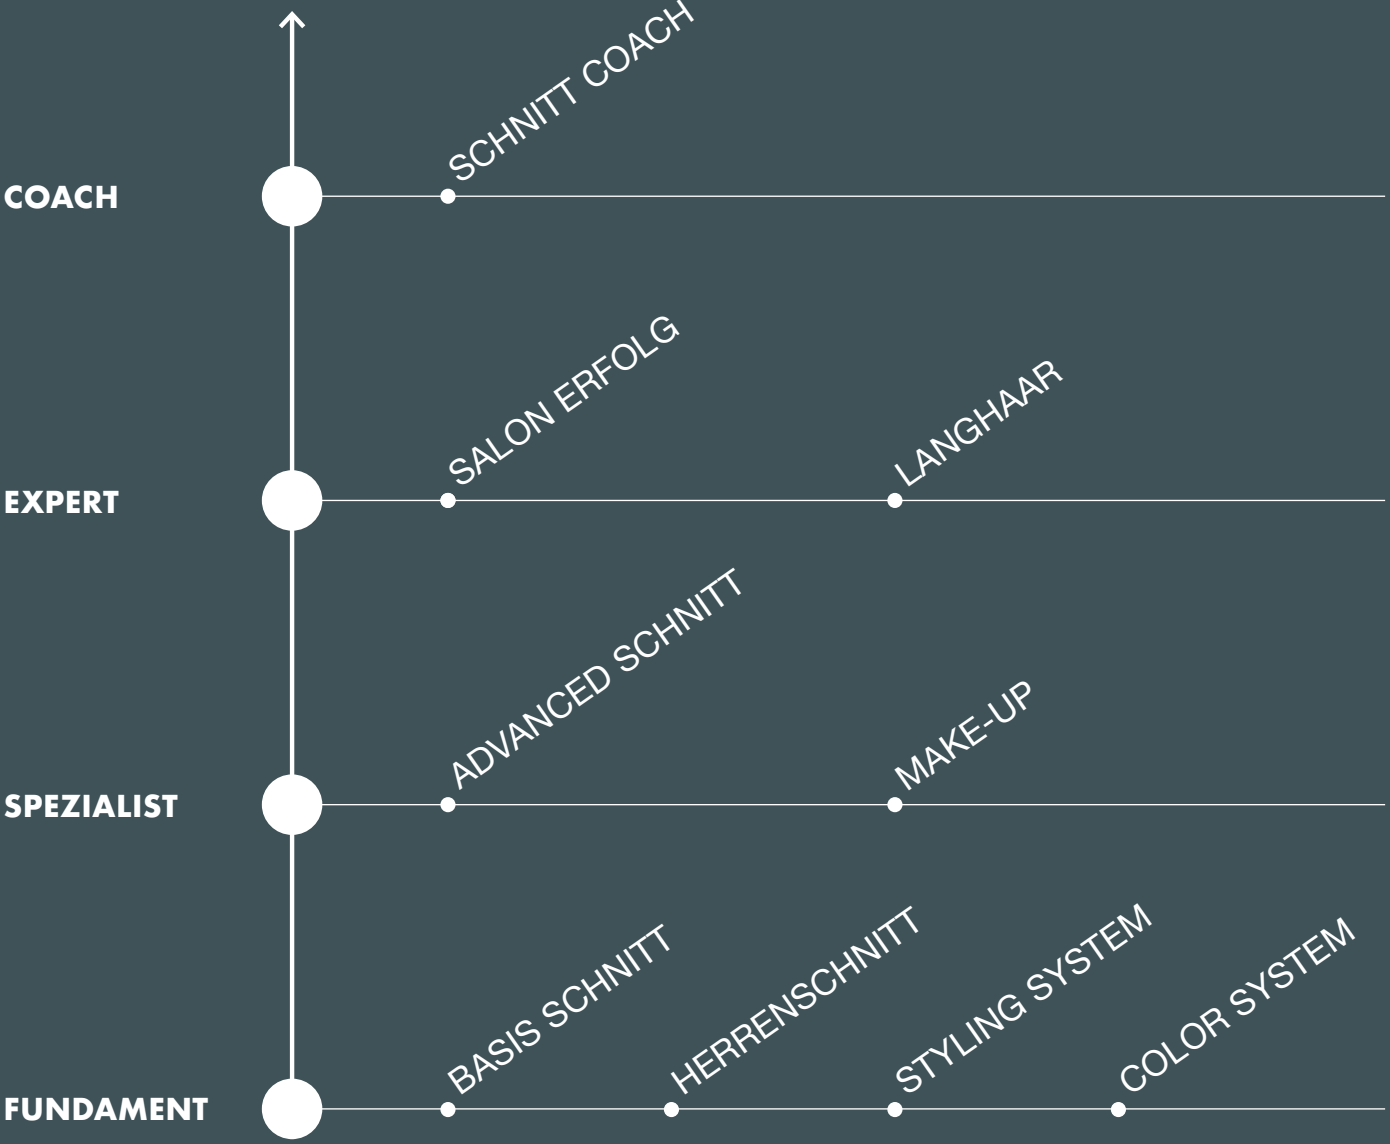 COACH
SCHNITT COACH
EXPERT
SALON ERFOLG
LANGHAAR
SPEZIALIST
ADVANCED SCHNITT
MAKE-UP
FUNDAMENT
BASIS SCHNITT
HERRENSCHNITT
STYLING SYSTEM
COLOR SYSTEM